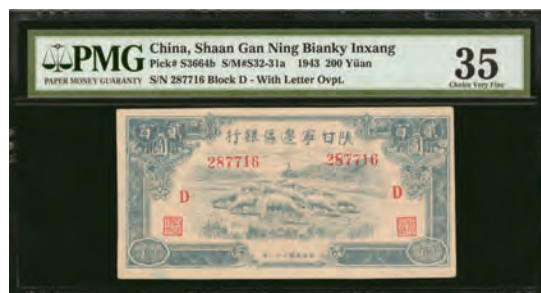 PMG
PAPER MONEY GUARANTY
China, Shaan Gan Ning Bianky Inxang
Pick# S3664b S/M#S32-31a 1943 200 Yüan
S/N 287716 Block D - With Letter Ovpt.
35
Choice Very Fine
行銀區邊寧甘陝
287716 287716
D D